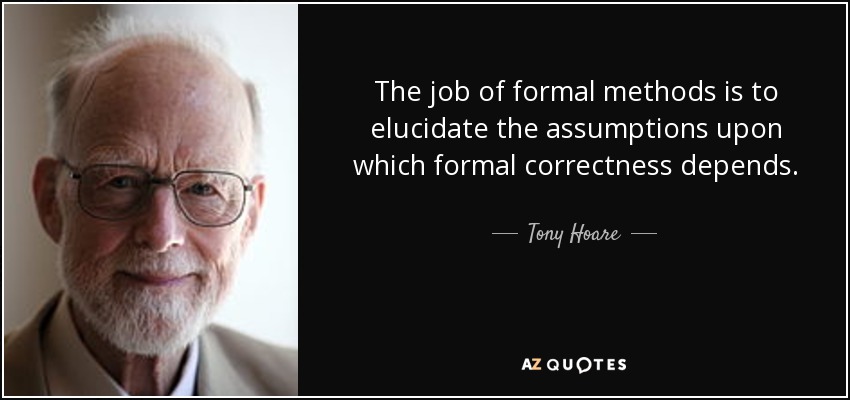 The job of formal methods is to
elucidate the assumptions upon
which formal correctness depends.
Tony Hoare
AZ QUOTES